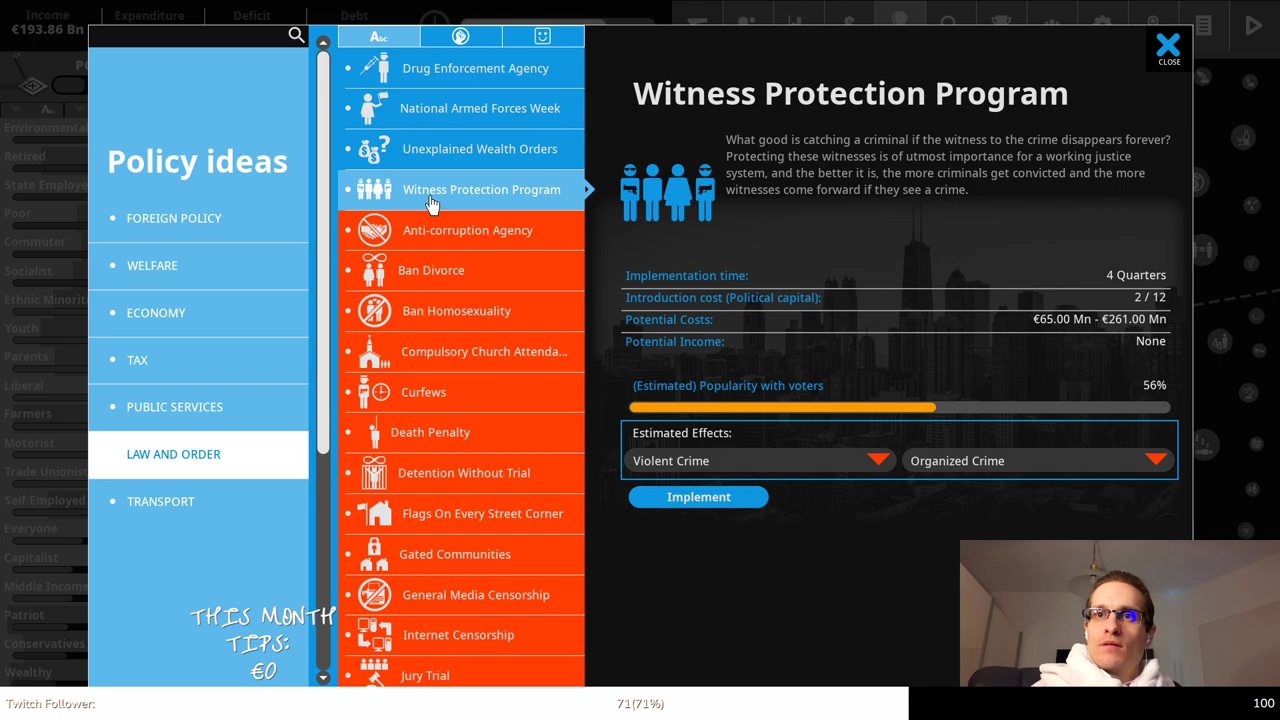 Income
Expenditure
Deficit
Debt
€193.86 Bn
Policy ideas
FOREIGN POLICY
WELFARE
ECONOMY
TAX
PUBLIC SERVICES
LAW AND ORDER
TRANSPORT
Abc
Drug Enforcement Agency
National Armed Forces Week
Unexplained Wealth Orders
Witness Protection Program
Anti-corruption Agency
Ban Divorce
Ban Homosexuality
Compulsory Church Attenda...
Curfews
Death Penalty
Detention Without Trial
Flags On Every Street Corner
Gated Communities
General Media Censorship
Internet Censorship
Jury Trial
CLOSE
Witness Protection Program
What good is catching a criminal if the witness to the crime disappears forever?
Protecting these witnesses is of utmost importance for a working justice
system, and the better it is, the more criminals get convicted and the more
witnesses come forward if they see a crime.
Implementation time: 4 Quarters
Introduction cost (Political capital): 2 / 12
Potential Costs: €65.00 Mn - €261.00 Mn
Potential Income: None
(Estimated) Popularity with voters 56%
Estimated Effects:
Violent Crime
Organized Crime
Implement
Environmental
Retired
State Employe
Poor
Commuter
Socialist
Ethnic Minoriti
Youth
Parents
Liberal
Farmers
Motorist
Trade Unionist
Self Employed
Everyone
Capitalist
Middle Income
Patriot
Conservatives
Wealthy
THIS MONTH
TIPS:
€0
Twitch Follower: 71(71%) 100